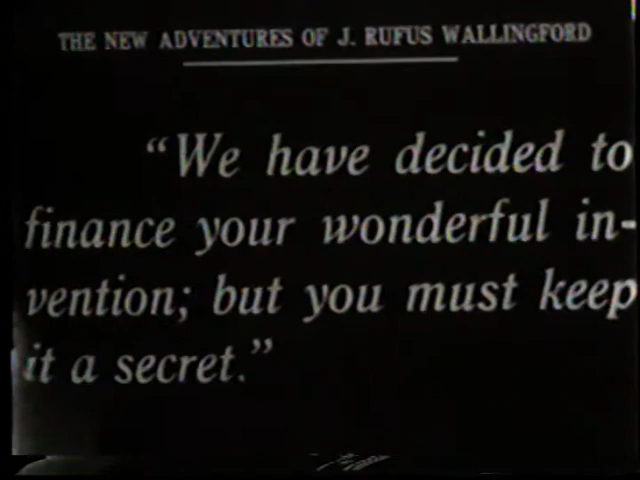 THE NEW ADVENTURES OF J. RUFUS WALLINGFORD
"We have decided to
finance your wonderful in-
vention; but you must keep
it a secret."